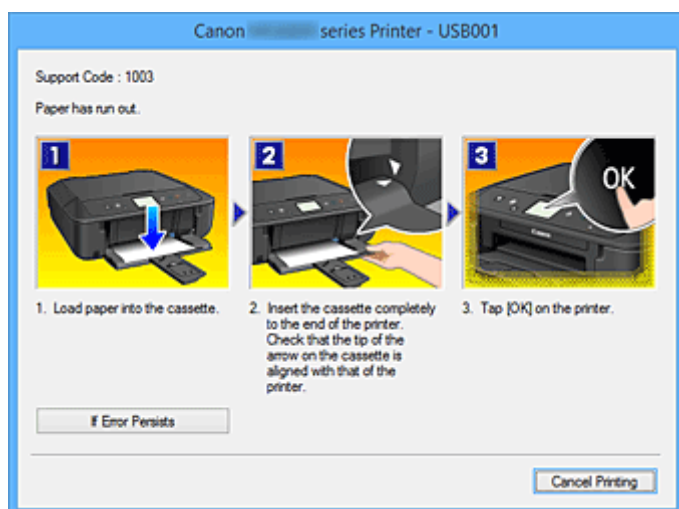 Canon series Printer - USB001
Support Code : 1003
Paper has run out.
1
2
3
OK
Canon
1. Load paper into the cassette.
2. Insert the cassette completely
to the end of the printer.
Check that the tip of the
arrow on the cassette is
aligned with that of the
printer.
3. Tap [OK] on the printer.
If Error Persists
Cancel Printing